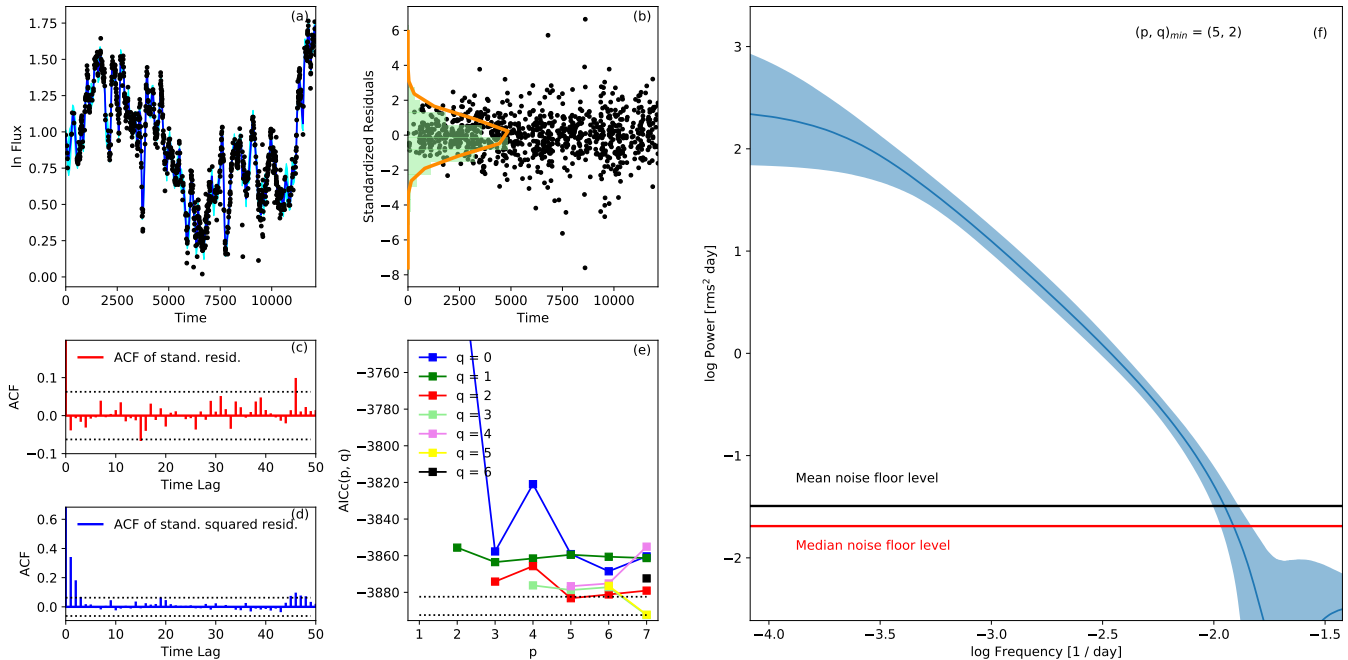 (a)
ln Flux
1.75
1.50
1.25
1.00
0.75
0.50
0.25
0.00
0 2500 5000 7500 10000
Time
(b)
Standardized Residuals
6
4
2
0
−2
−4
−6
−8
0 2500 5000 7500 10000
Time
(c)
ACF of stand. resid.
ACF
0.1
0.0
−0.1
0 10 20 30 40 50
Time Lag
(d)
ACF of stand. squared resid.
ACF
0.6
0.4
0.2
0.0
0 10 20 30 40 50
Time Lag
(e)
q = 0
q = 1
q = 2
q = 3
q = 4
q = 5
q = 6
AICc(p, q)
−3760
−3780
−3800
−3820
−3840
−3860
−3880
1 2 3 4 5 6 7
p
(p, q)min = (5, 2)
(f)
log Power [rms² day]
3
2
1
0
−1
−2
Mean noise floor level
Median noise floor level
−4.0 −3.5 −3.0 −2.5 −2.0 −1.5
log Frequency [1 / day]